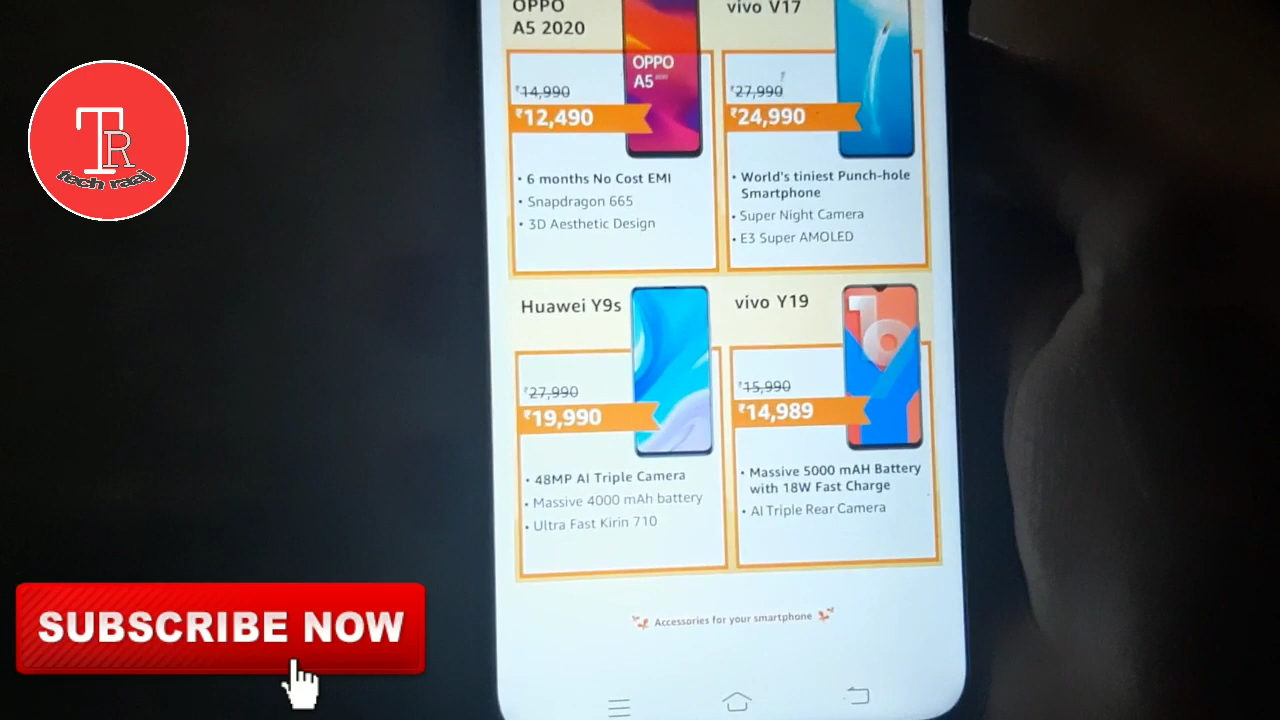 OPPO
A5 2020
OPPO
A5 2020
₹14,990
₹12,490
• 6 months No Cost EMI
• Snapdragon 665
• 3D Aesthetic Design
vivo V17
₹27,990
₹24,990
• World's tiniest Punch-hole
Smartphone
• Super Night Camera
• E3 Super AMOLED
Huawei Y9s
₹27,990
₹19,990
• 48MP AI Triple Camera
• Massive 4000 mAh battery
• Ultra Fast Kirin 710
vivo Y19
19
₹15,990
₹14,989
• Massive 5000 mAH Battery
with 18W Fast Charge
• AI Triple Rear Camera
Accessories for your smartphone
TR
tech raaj
SUBSCRIBE NOW